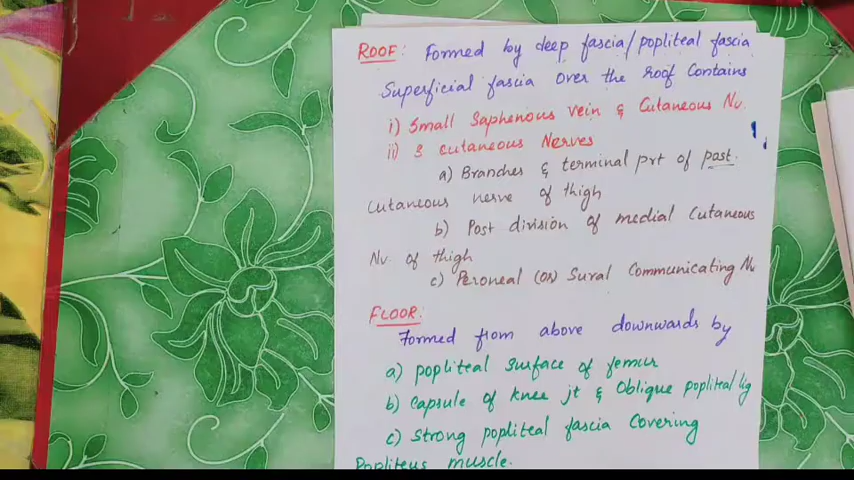 ROOF: Formed by deep fascia/popliteal fascia
Superficial fascia over the roof Contains
i) Small Saphenous vein & Cutaneous Nv.
ii) 3 cutaneous Nerves
a) Branches & terminal prt of post.
Cutaneous nerve of thigh
b) Post division of medial Cutaneous
Nv. of thigh
c) Peroneal (or) Sural Communicating Nv
FLOOR:
Formed from above downwards by
a) popliteal surface of femur
b) Capsule of knee jt & Oblique popliteal lig
c) Strong popliteal fascia Covering
Popliteus muscle.